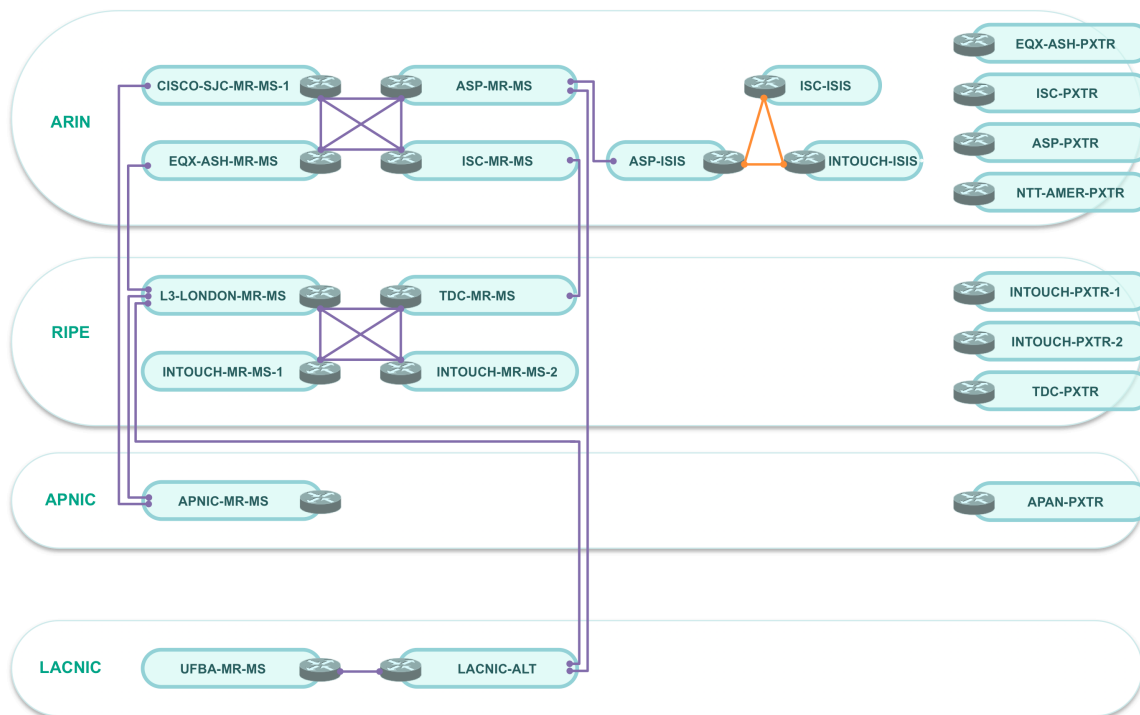 ARIN
CISCO-SJC-MR-MS-1
ASP-MR-MS
EQX-ASH-MR-MS
ISC-MR-MS
ISC-ISIS
ASP-ISIS
INTOUCH-ISIS
EQX-ASH-PXTR
ISC-PXTR
ASP-PXTR
NTT-AMER-PXTR
RIPE
L3-LONDON-MR-MS
TDC-MR-MS
INTOUCH-MR-MS-1
INTOUCH-MR-MS-2
INTOUCH-PXTR-1
INTOUCH-PXTR-2
TDC-PXTR
APNIC
APNIC-MR-MS
APAN-PXTR
LACNIC
UFBA-MR-MS
LACNIC-ALT